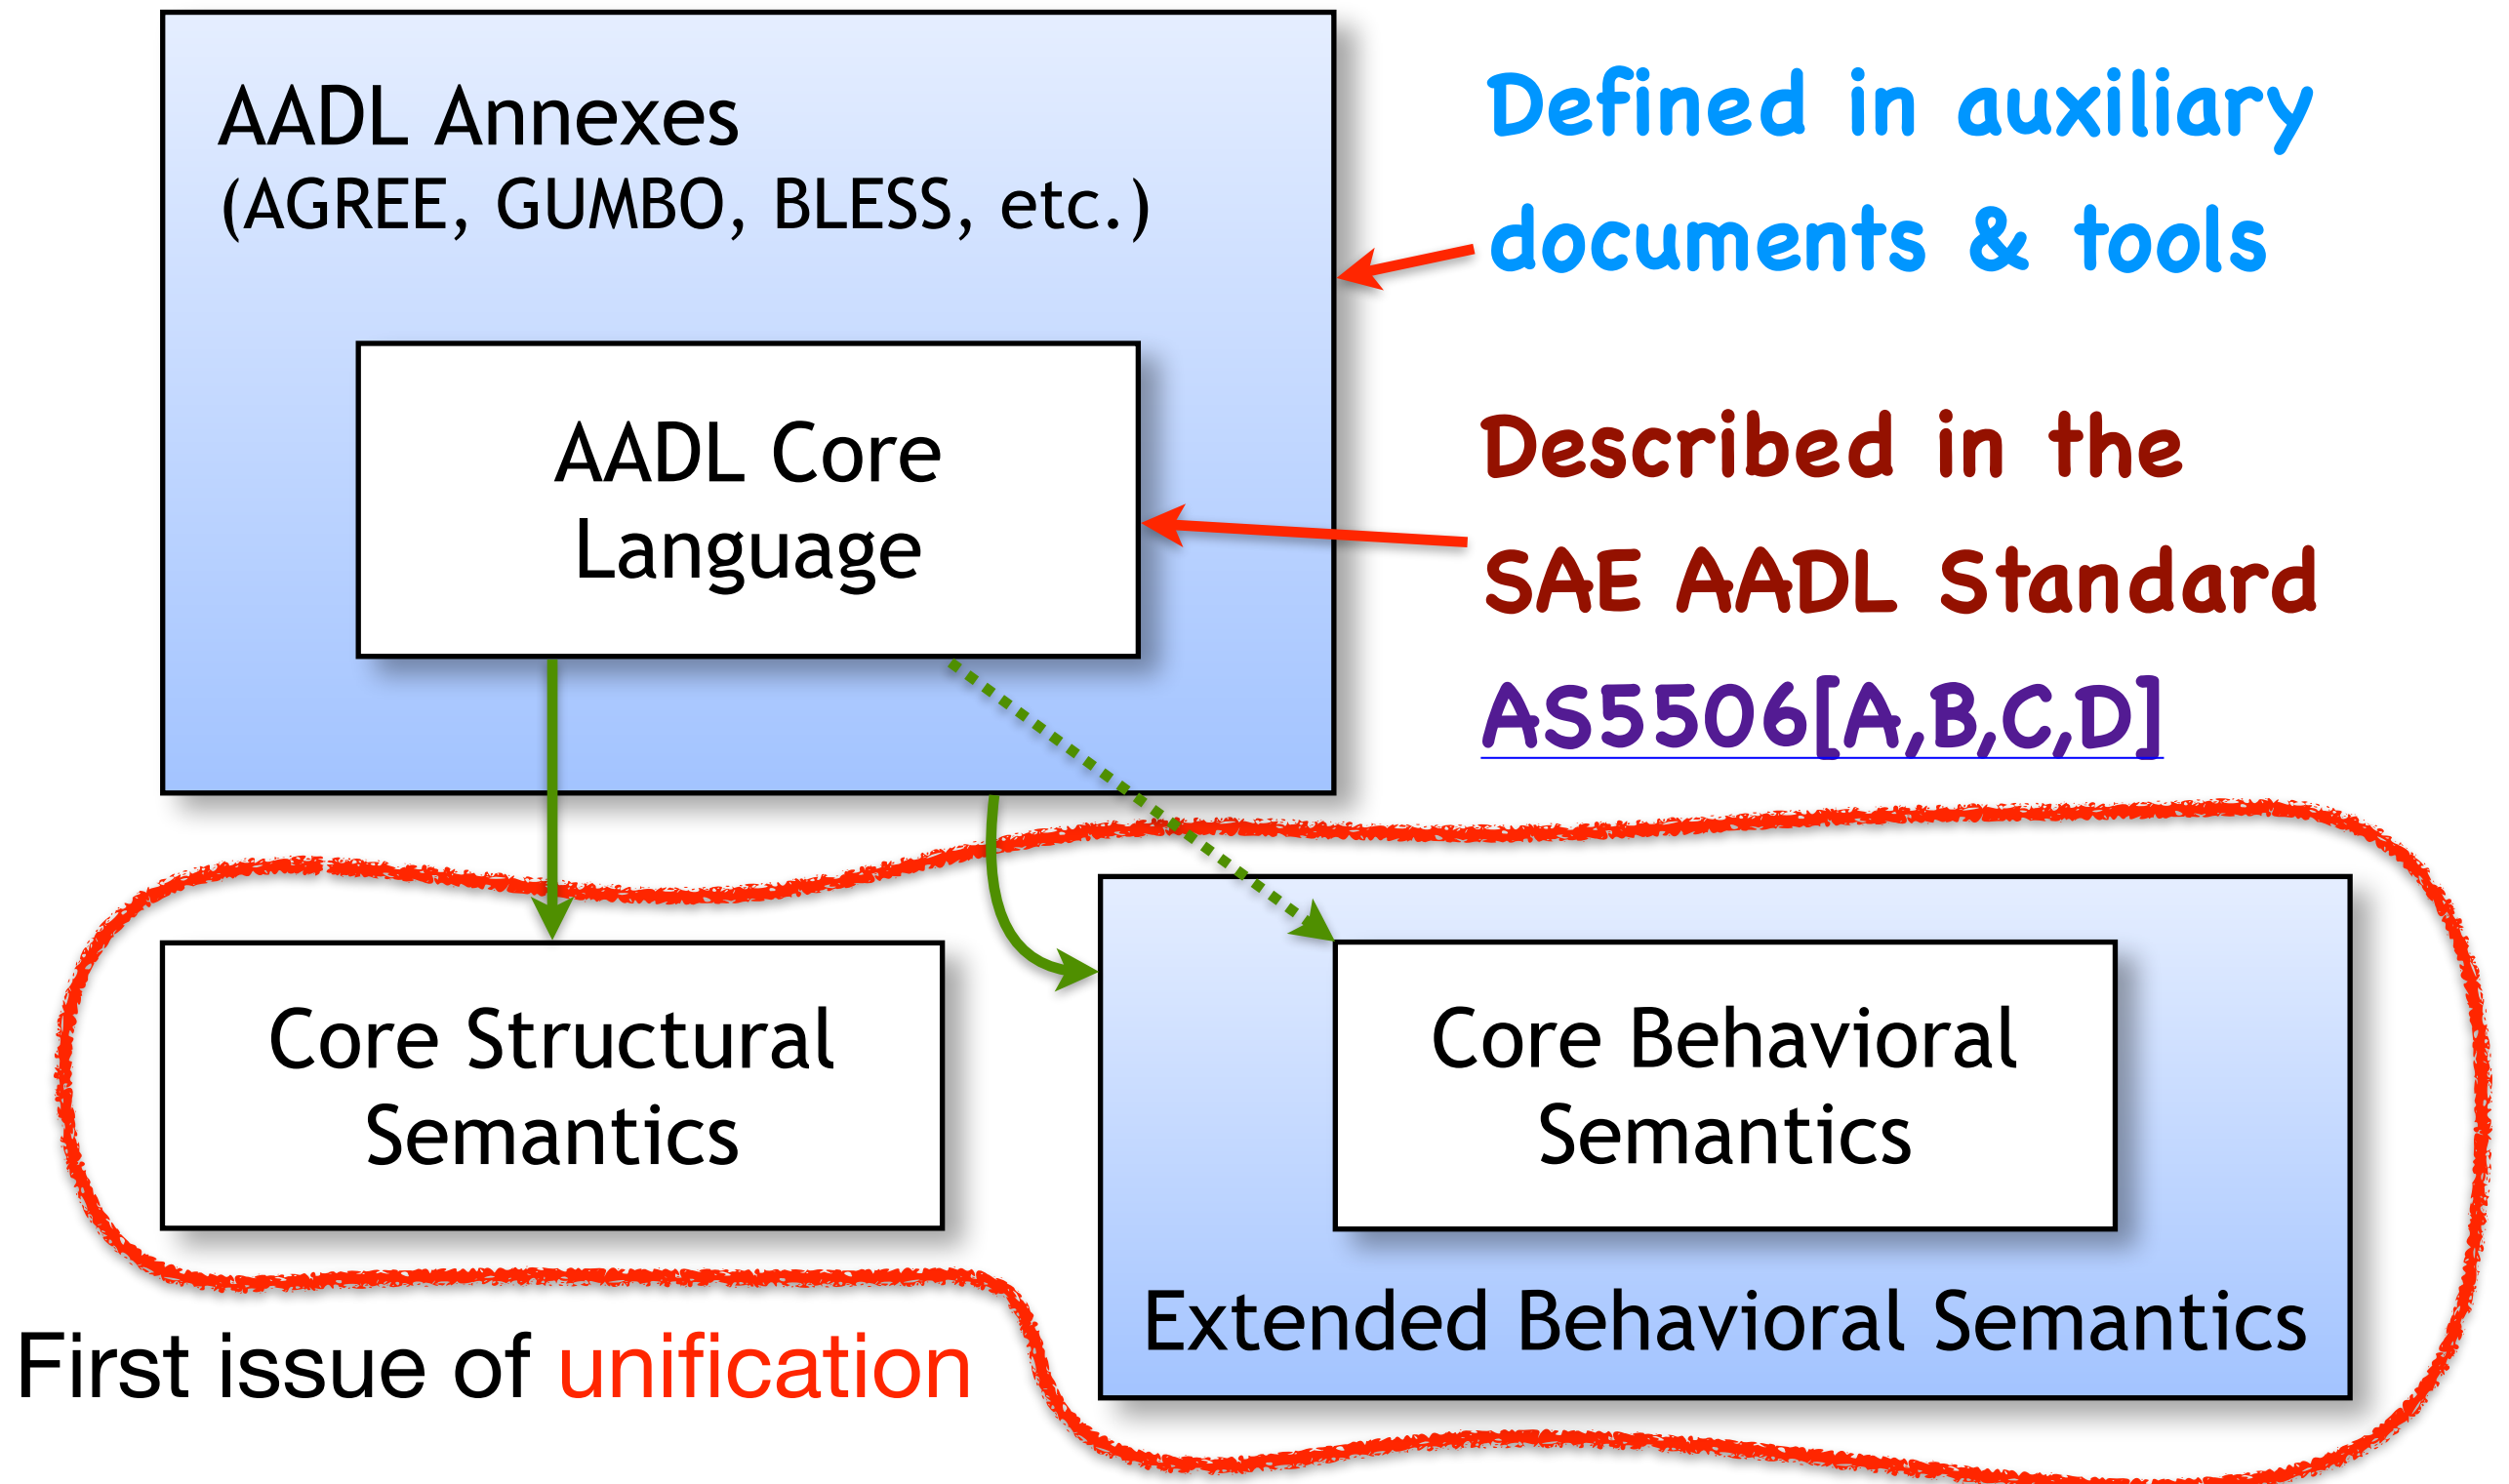 AADL Annexes
(AGREE, GUMBO, BLESS, etc.)
Defined in auxiliary
documents & tools
AADL Core
Language
Described in the
SAE AADL Standard
AS5506[A,B,C,D]
Core Structural
Semantics
Core Behavioral
Semantics
Extended Behavioral Semantics
First issue of unification